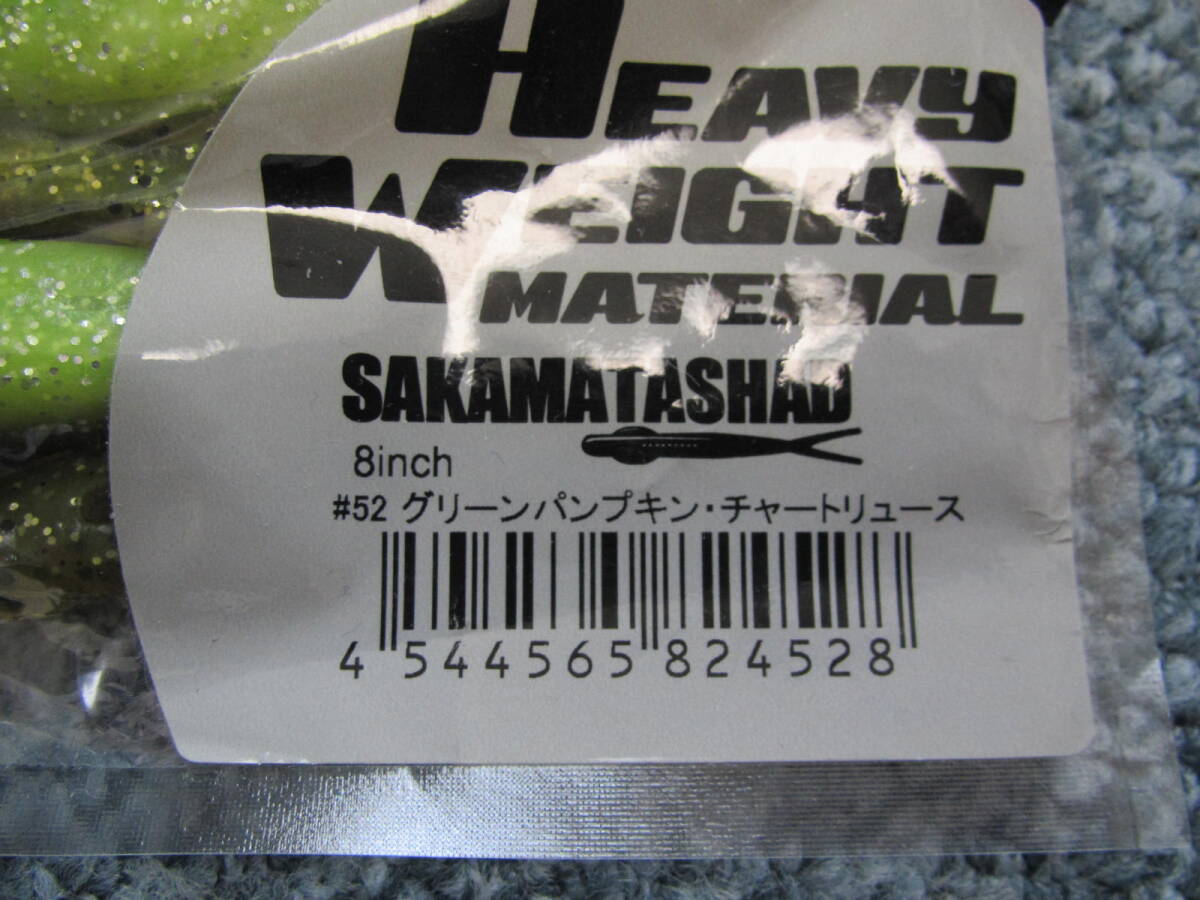 HEAVY
WEIGHT
MATERIAL
SAKAMATASHAD
8inch
#52 グリーンパンプキン・チャートリュース
4 544565 824528